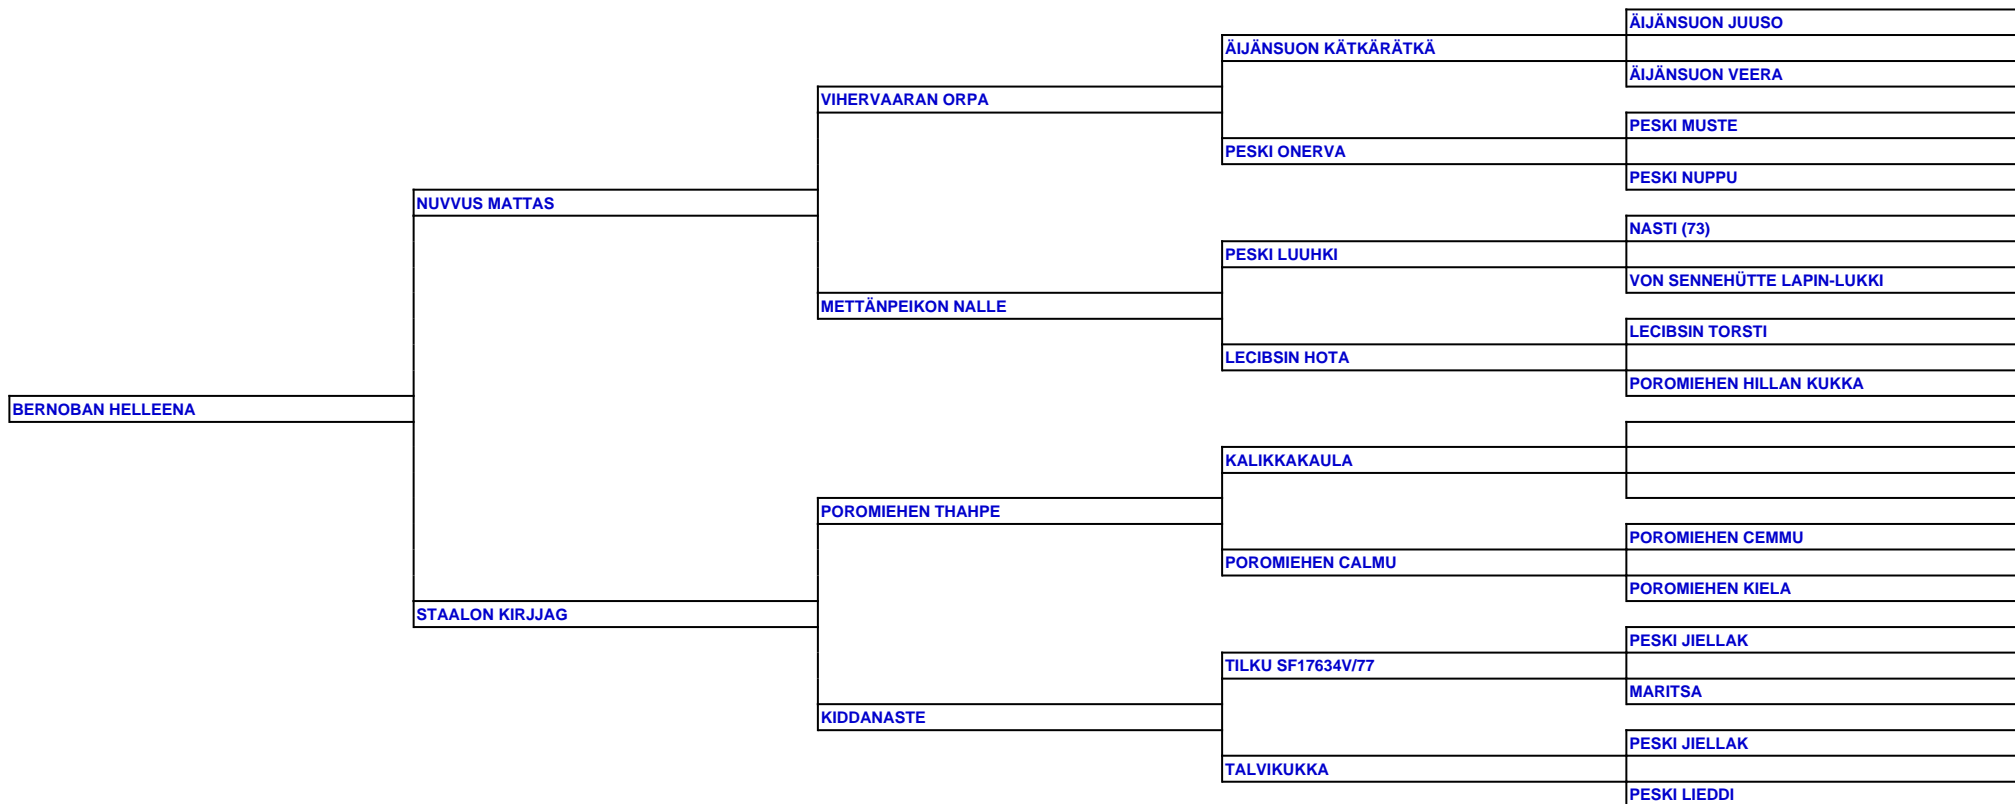 ÄIJÄNSUON JUUSO
ÄIJÄNSUON KÄTKÄRÄTKÄ
ÄIJÄNSUON VEERA
VIHERVAARAN ORPA
PESKI MUSTE
PESKI ONERVA
PESKI NUPPU
NUVVUS MATTAS
NASTI (73)
PESKI LUUHKI
VON SENNEHÜTTE LAPIN-LUKKI
METTÄNPEIKON NALLE
LECIBSIN TORSTI
LECIBSIN HOTA
POROMIEHEN HILLAN KUKKA
BERNOBAN HELLEENA
KALIKKAKAULA
POROMIEHEN THAHPE
POROMIEHEN CEMMU
POROMIEHEN CALMU
POROMIEHEN KIELA
STAALON KIRJJAG
PESKI JIELLAK
TILKU SF17634V/77
MARITSA
KIDDANASTE
PESKI JIELLAK
TALVIKUKKA
PESKI LIEDDI